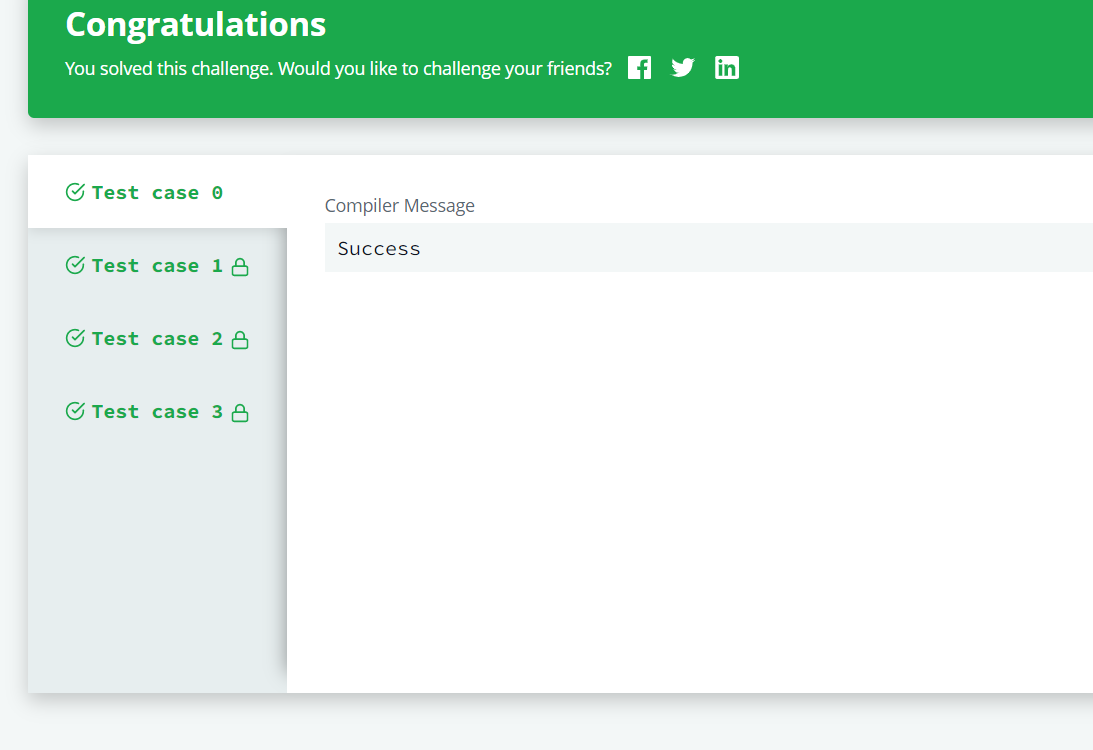 Congratulations
You solved this challenge. Would you like to challenge your friends?
Test case 0
Test case 1
Test case 2
Test case 3
Compiler Message
Success